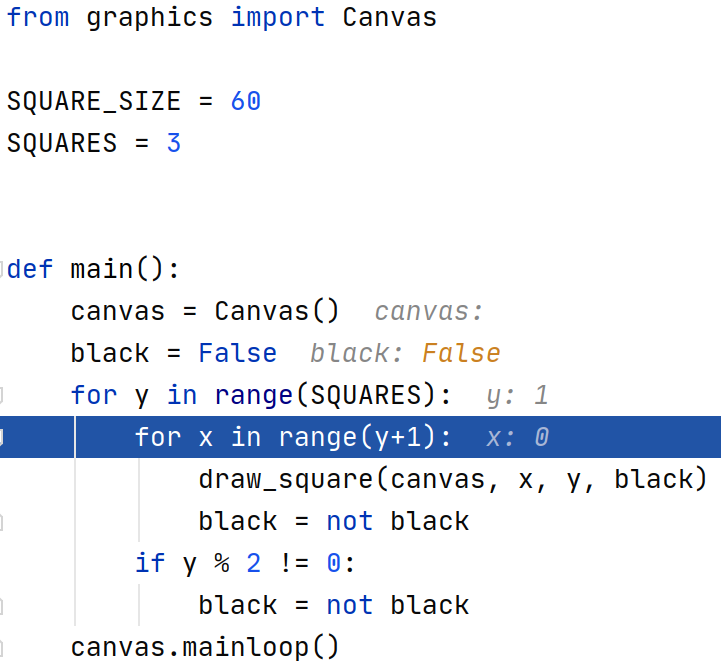 from graphics import Canvas
SQUARE_SIZE = 60
SQUARES = 3
def main():
    canvas = Canvas()  canvas:
    black = False  black: False
    for y in range(SQUARES):  y: 1
        for x in range(y+1):  x: 0
            draw_square(canvas, x, y, black)
            black = not black
        if y % 2 != 0:
            black = not black
    canvas.mainloop()